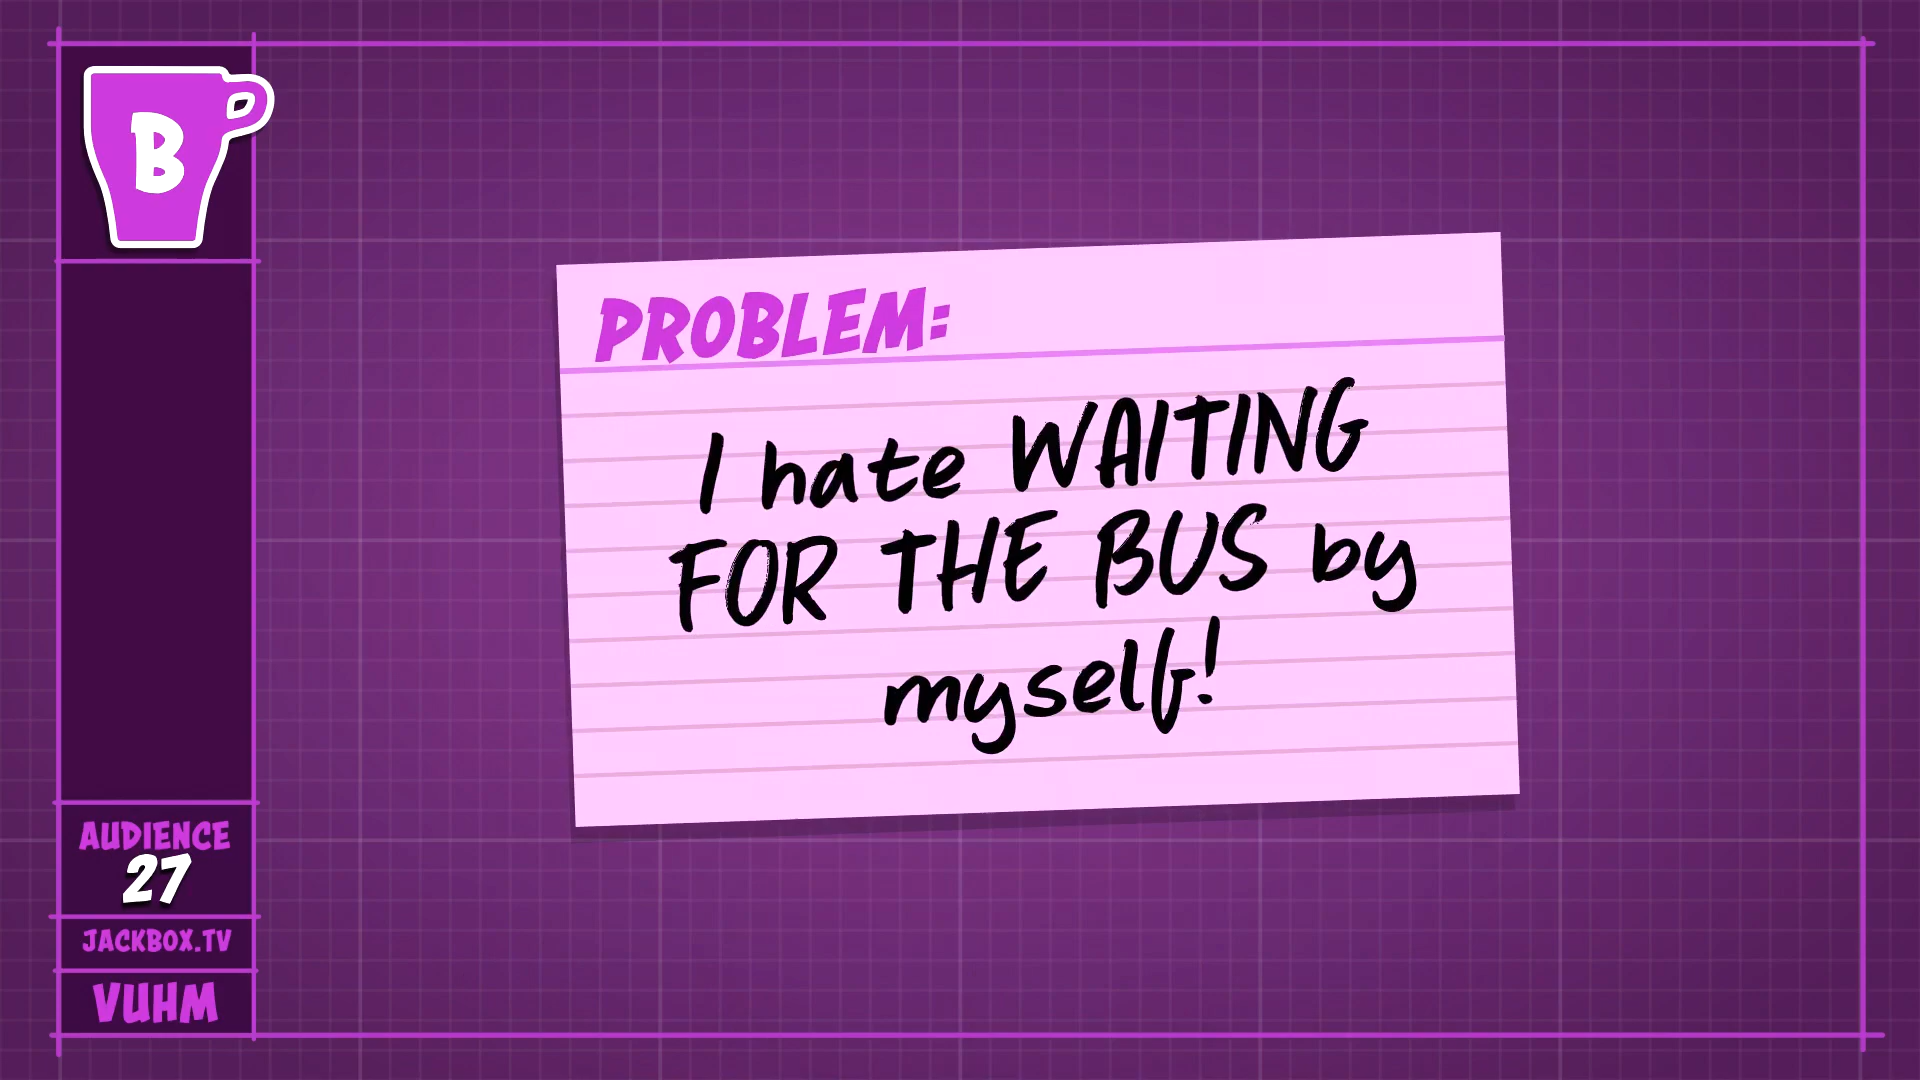 B
PROBLEM:
I hate WAITING
FOR THE BUS by
myself!
AUDIENCE
27
JACKBOX.TV
VUHM